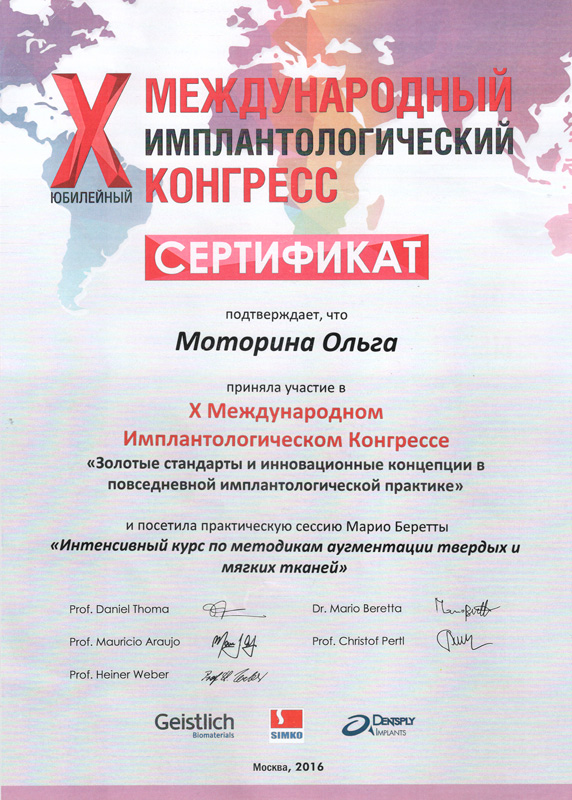 X МЕЖДУНАРОДНЫЙ
ИМПЛАНТОЛОГИЧЕСКИЙ
ЮБИЛЕЙНЫЙ КОНГРЕСС
СЕРТИФИКАТ
подтверждает, что
Моторина Ольга
приняла участие в
X Международном
Имплантологическом Конгрессе
«Золотые стандарты и инновационные концепции в
повседневной имплантологической практике»
и посетила практическую сессию Марио Беретты
«Интенсивный курс по методикам аугментации твердых и
мягких тканей»
Prof. Daniel Thoma
Dr. Mario Beretta
Prof. Mauricio Araujo
Prof. Christof Pertl
Prof. Heiner Weber
Geistlich
Biomaterials
SIMKO
DENTSPLY
IMPLANTS
Москва, 2016